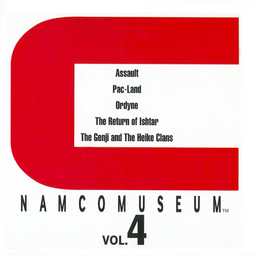 Assault
Pac-Land
Ordyne
The Return of Ishtar
The Genji and The Heike Clans
NAMCOMUSEUM™
VOL.4